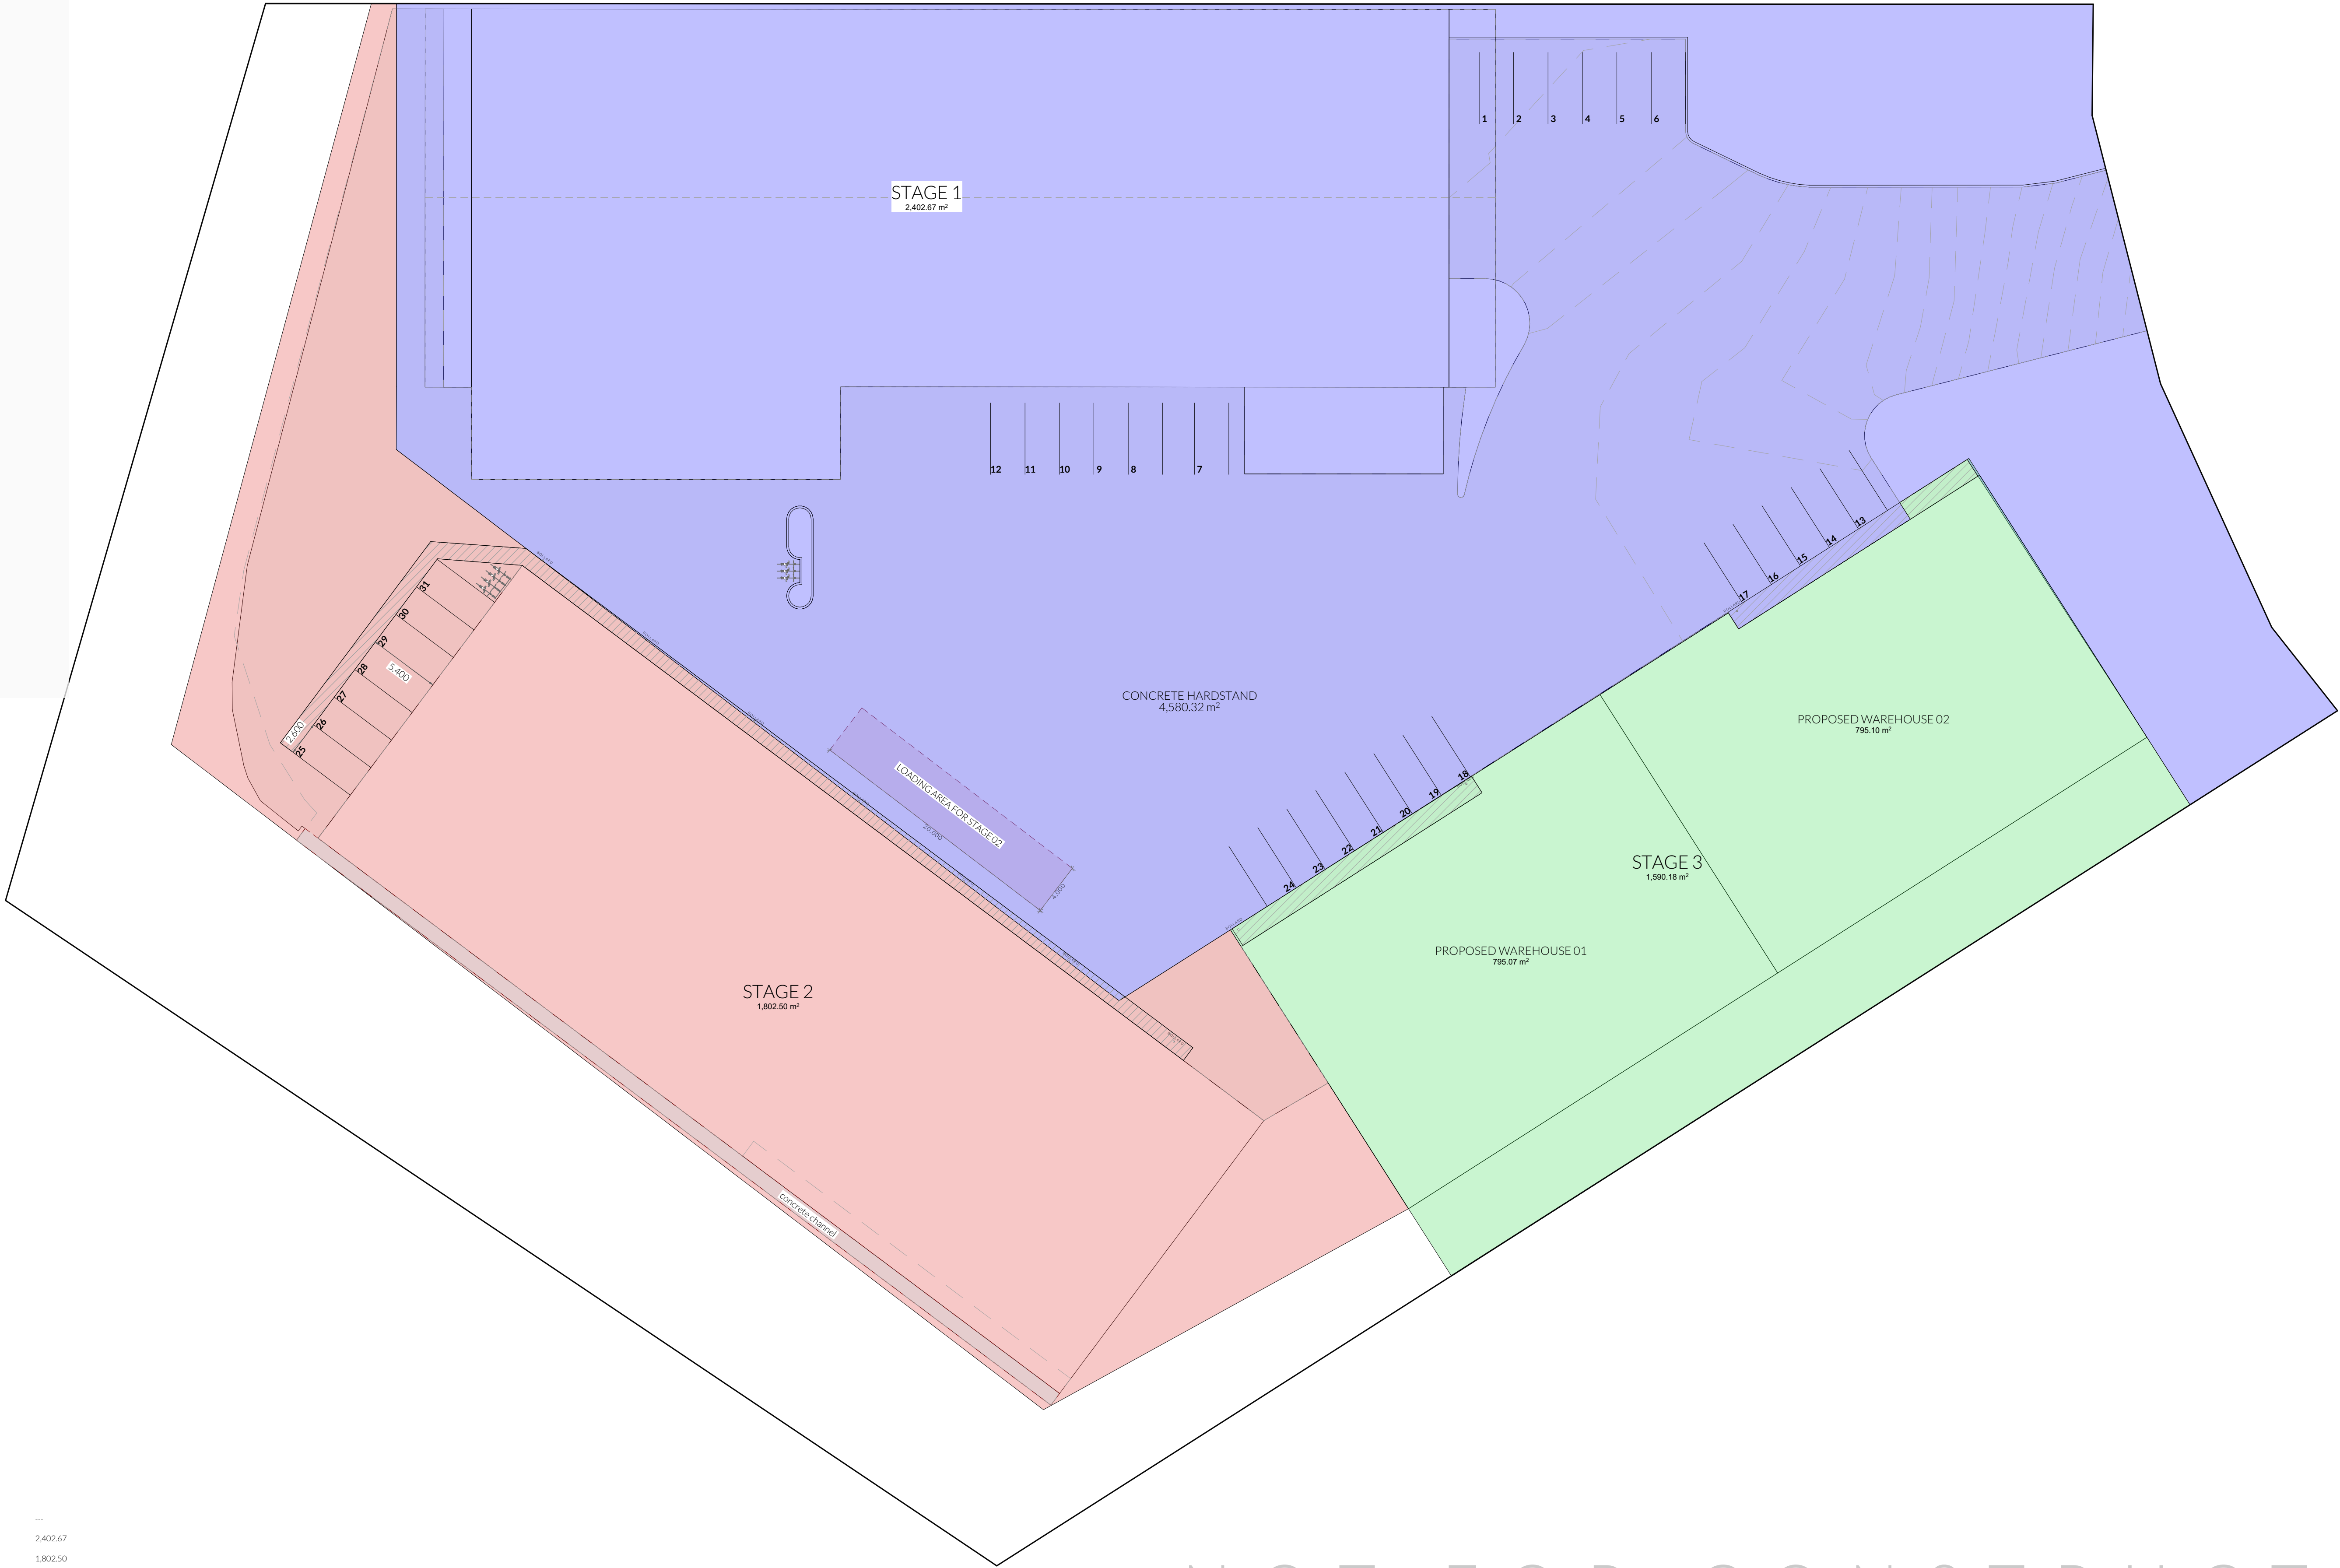 1
2
3
4
5
6
STAGE 1
2,402.67 m²
12
11
10
9
8
7
13
14
15
16
17
31
30
29
28
27
26
25
5,400
2,600
CONCRETE HARDSTAND
4,580.32 m²
PROPOSED WAREHOUSE 02
795.10 m²
LOADING AREA FOR STAGE 02
20,000
4,000
18
19
20
21
22
23
24
STAGE 3
1,590.18 m²
PROPOSED WAREHOUSE 01
795.07 m²
STAGE 2
1,802.50 m²
concrete channel
---
2,402.67
1,802.50